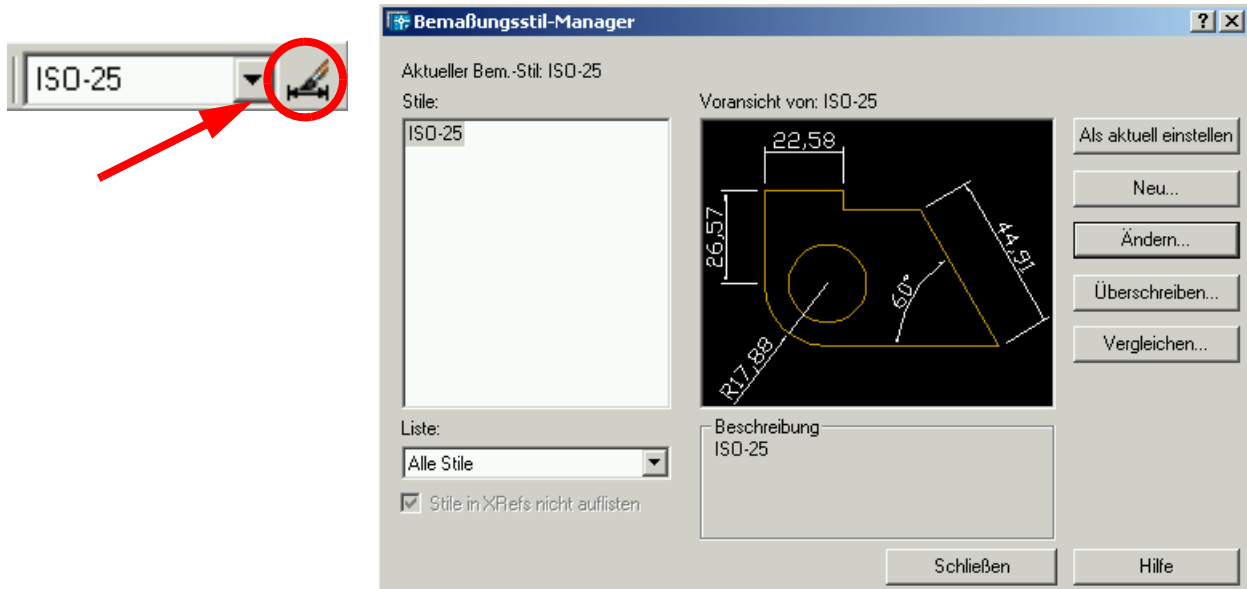 ISO-25
Bemaßungsstil-Manager
Aktueller Bem.-Stil: ISO-25
Stile:
ISO-25
Voransicht von: ISO-25
22,58
26,57
44,91
60°
R17,88
Als aktuell einstellen
Neu...
Ändern...
Überschreiben...
Vergleichen...
Liste:
Alle Stile
Stile in XRefs nicht auflisten
Beschreibung
ISO-25
Schließen
Hilfe